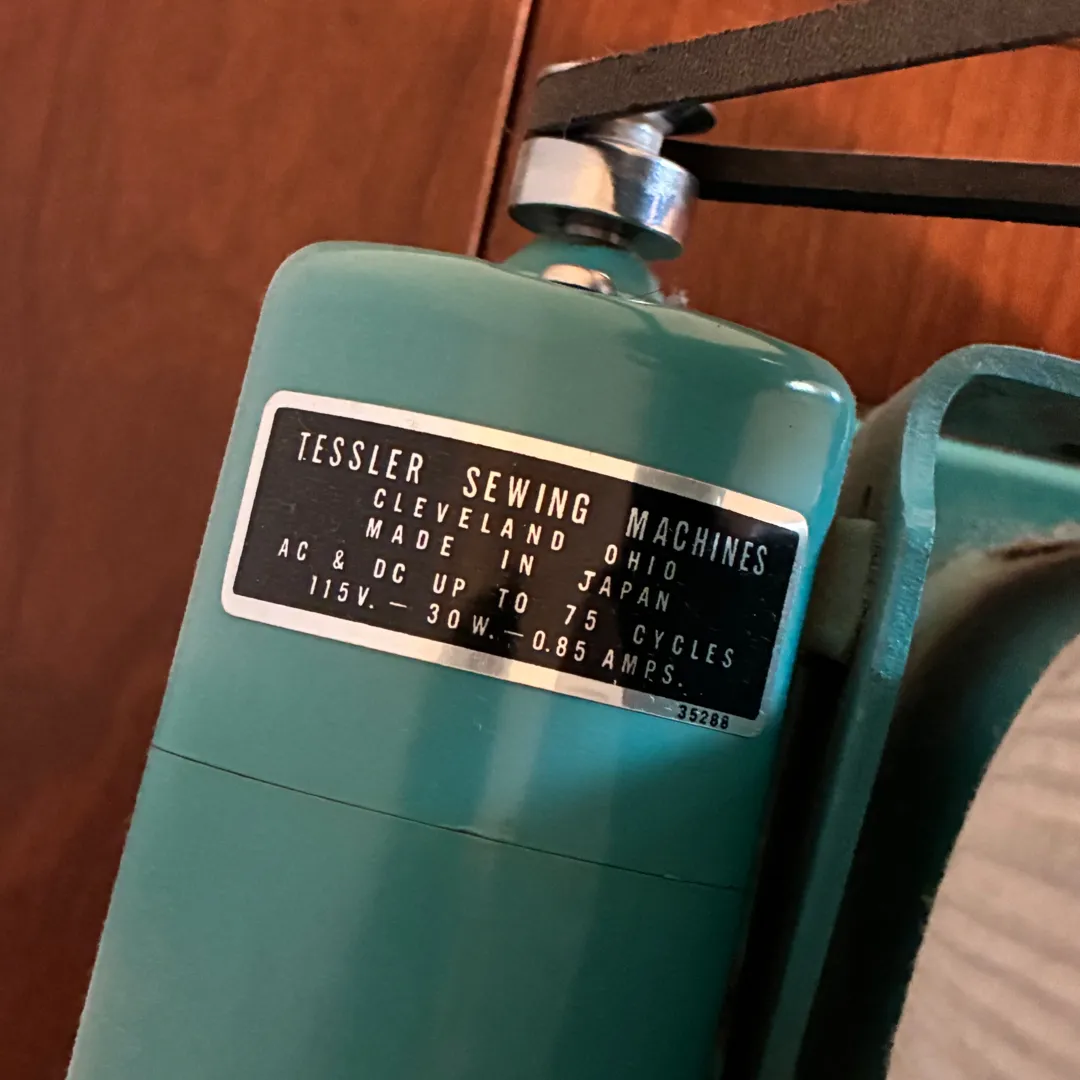 TESSLER SEWING MACHINES
CLEVELAND OHIO
MADE IN JAPAN
AC & DC UP TO 75 CYCLES
115V. — 30W. — 0.85 AMPS.
35288